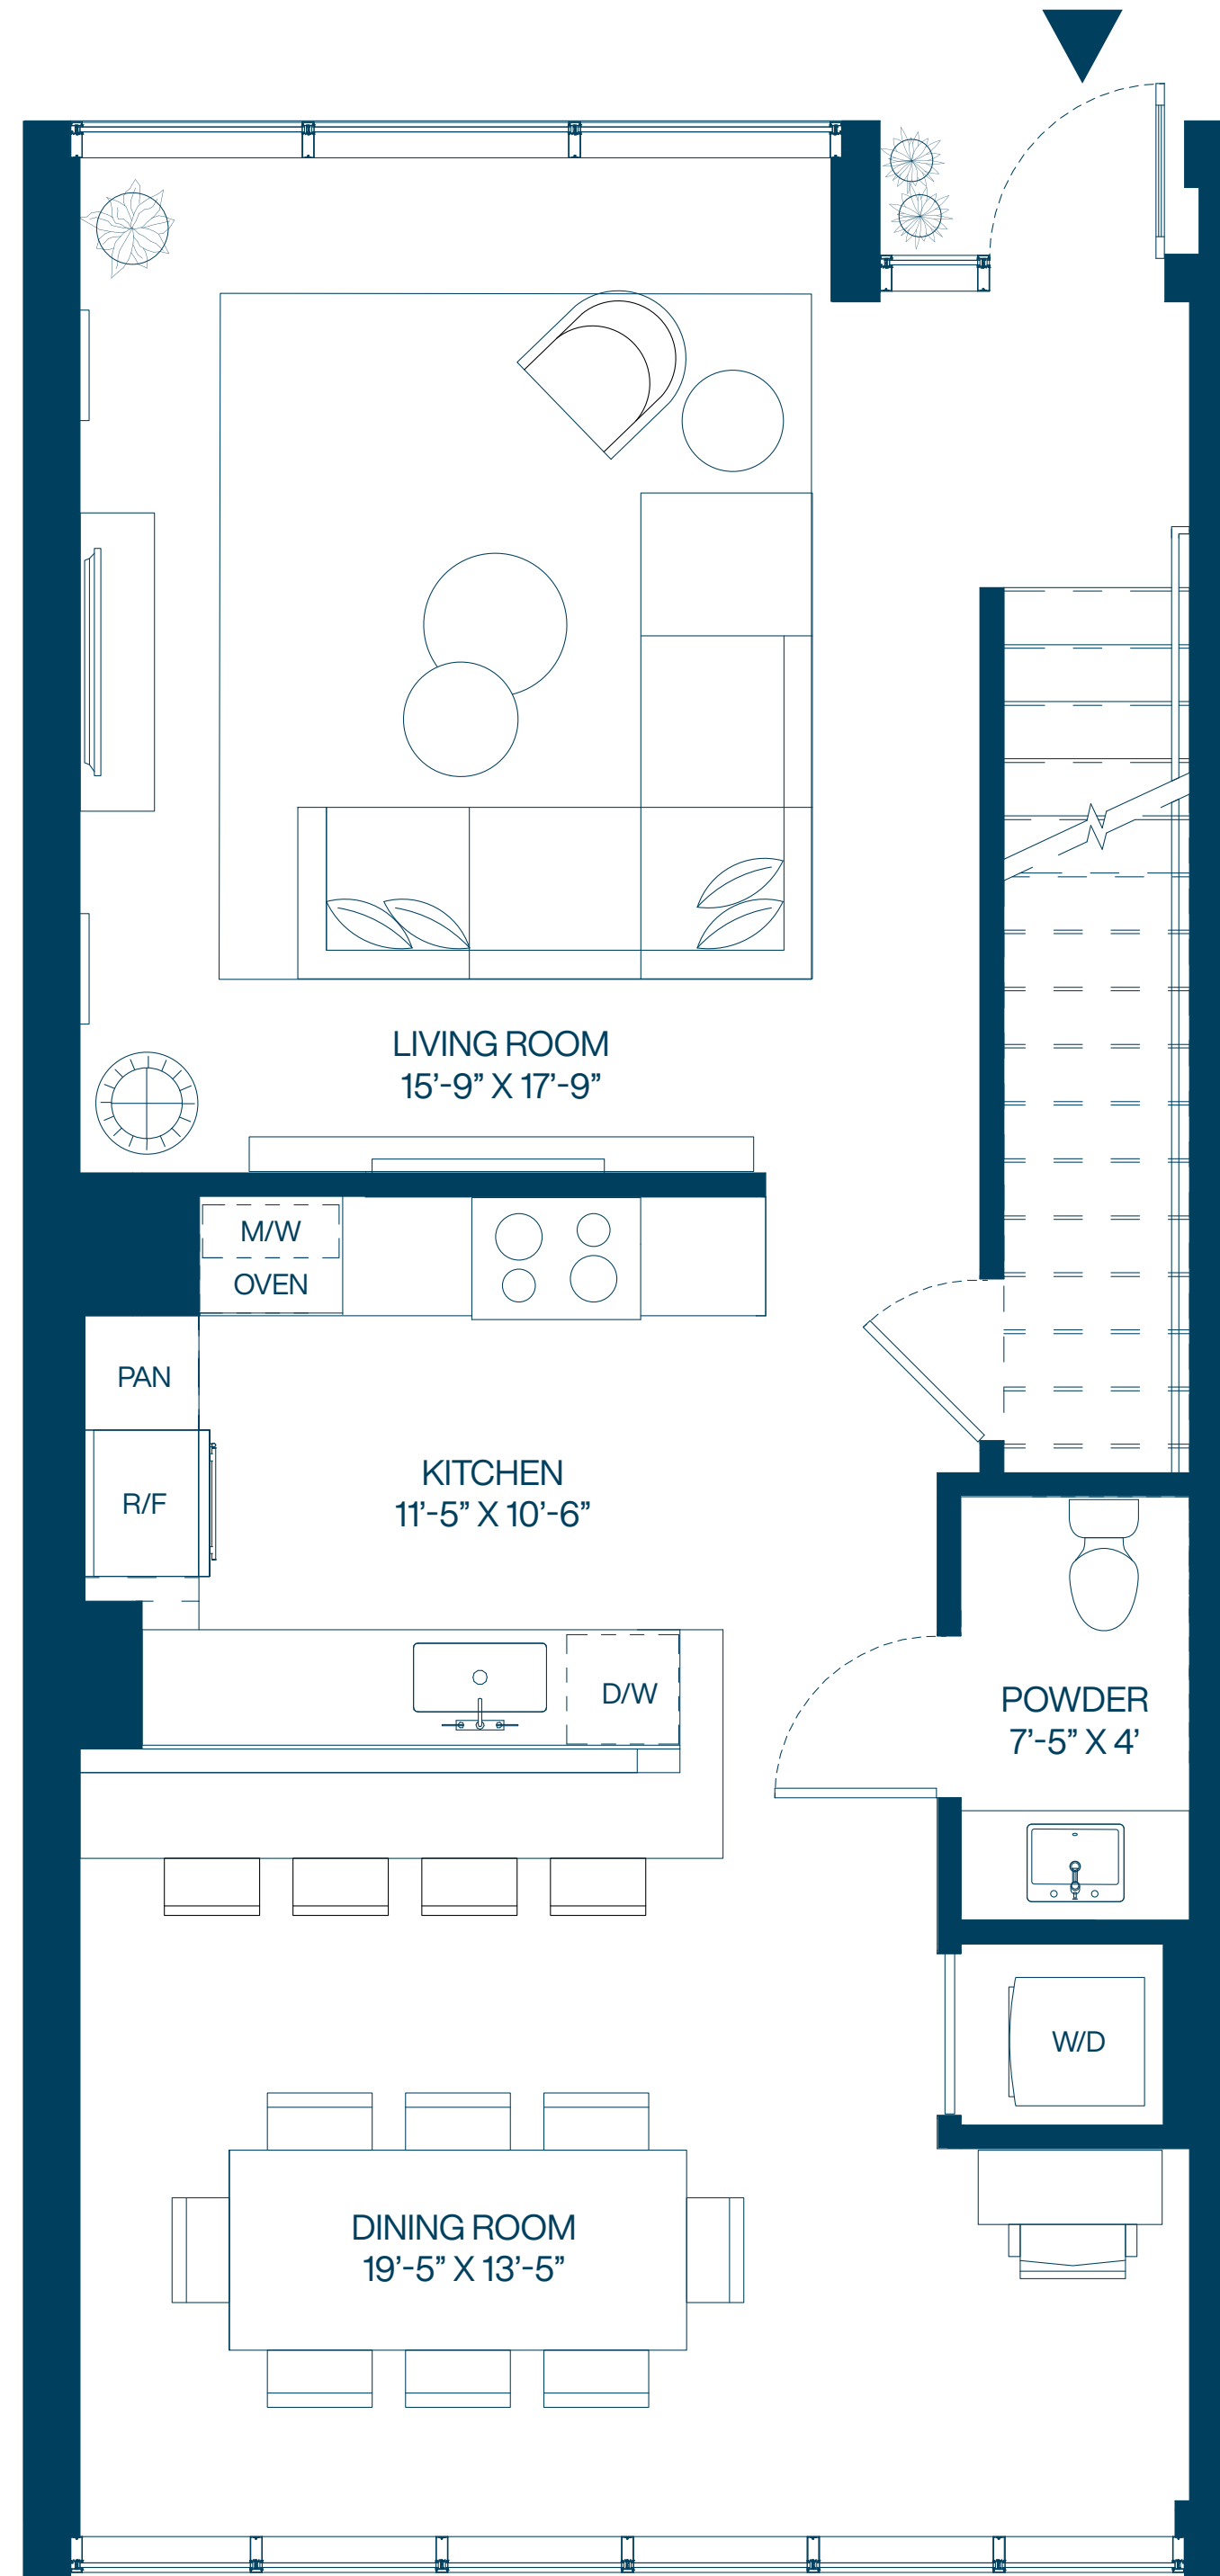 LIVING ROOM
15’-9” X 17’-9”
M/W
OVEN
PAN
R/F
KITCHEN
11’-5” X 10’-6”
D/W
POWDER
7’-5” X 4’
W/D
DINING ROOM
19’-5” X 13’-5”